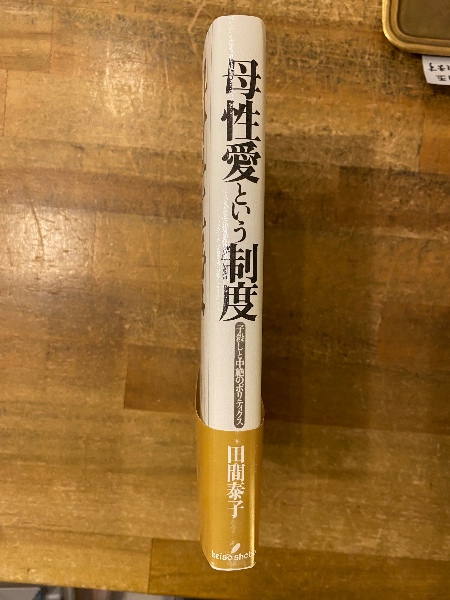 母性愛という制度
子殺しと中絶のポリティクス
田間泰子
keiso shobo